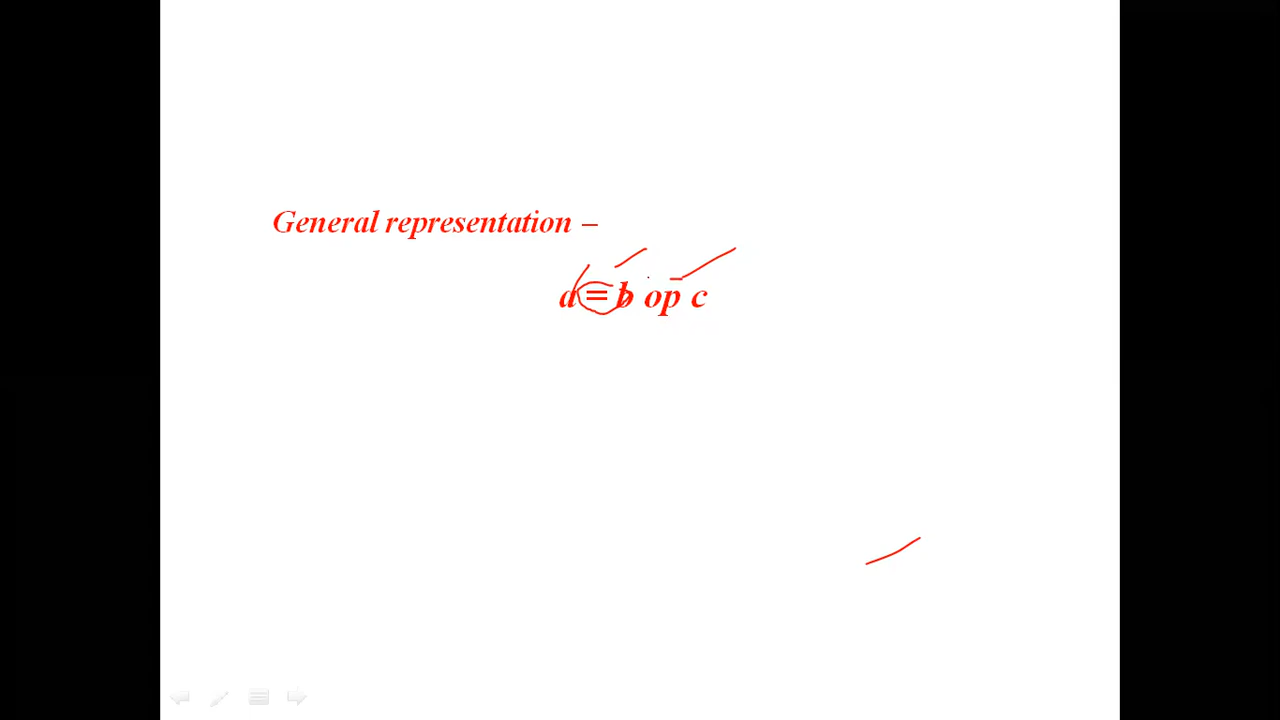 General representation –
a = b op c